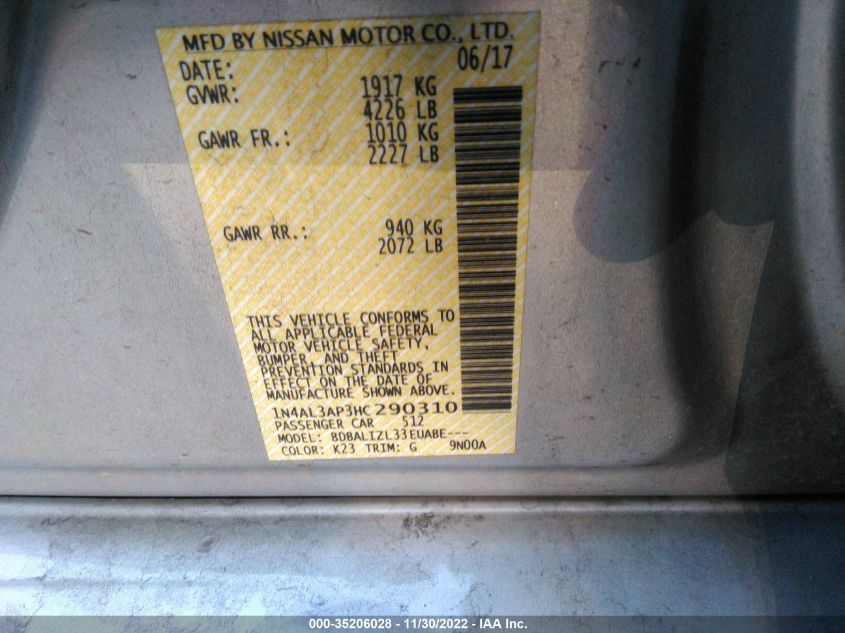 MFD BY NISSAN MOTOR CO., LTD.
DATE: 06/17
GVWR: 1917 KG
4226 LB
GAWR FR.: 1010 KG
2227 LB
GAWR RR.: 940 KG
2072 LB
THIS VEHICLE CONFORMS TO
ALL APPLICABLE FEDERAL
MOTOR VEHICLE SAFETY,
BUMPER, AND THEFT
PREVENTION STANDARDS IN
EFFECT ON THE DATE OF
MANUFACTURE SHOWN ABOVE.
1N4AL3AP3HC290310
PASSENGER CAR 512
MODEL: BDBALIZL33EUABE---
COLOR: K23 TRIM: G 9N00A
000-35206028 - 11/30/2022 - IAA Inc.